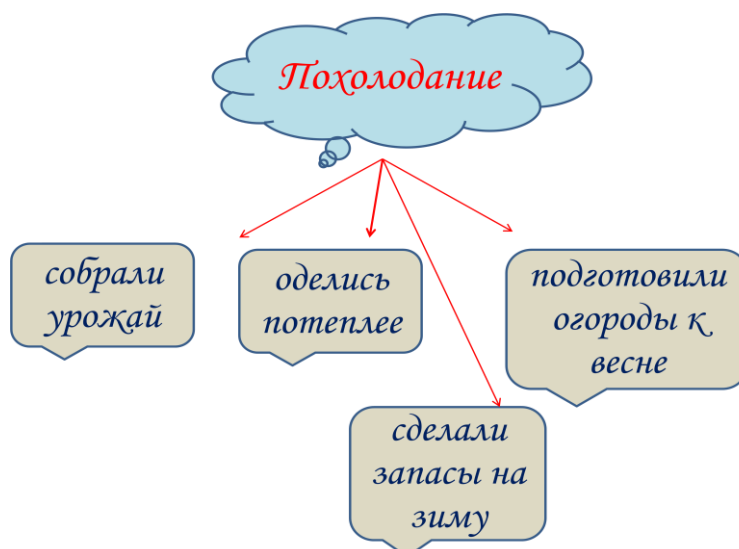 Похолодание
собрали
урожай
оделись
потеплее
подготовили
огороды к
весне
сделали
запасы на
зиму